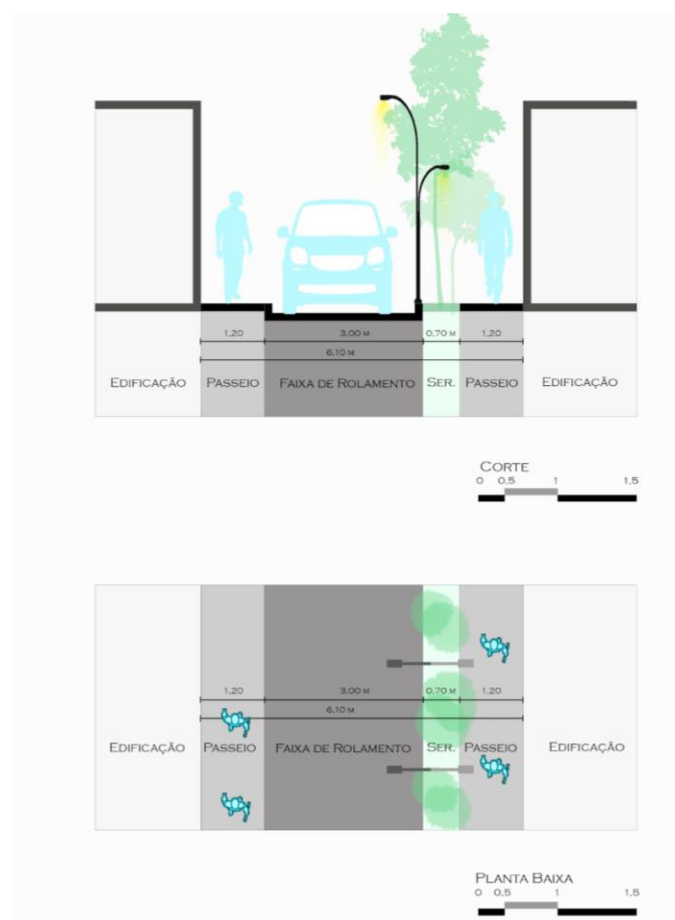 1,20 3,00 M 0,70 M 1,20
6,10 M
EDIFICAÇÃO PASSEIO FAIXA DE ROLAMENTO SER. PASSEIO EDIFICAÇÃO
CORTE
0 0,5 1 1,5
1,20 3,00 M 0,70 M 1,20
6,10 M
EDIFICAÇÃO PASSEIO FAIXA DE ROLAMENTO SER. PASSEIO EDIFICAÇÃO
PLANTA BAIXA
0 0,5 1 1,5